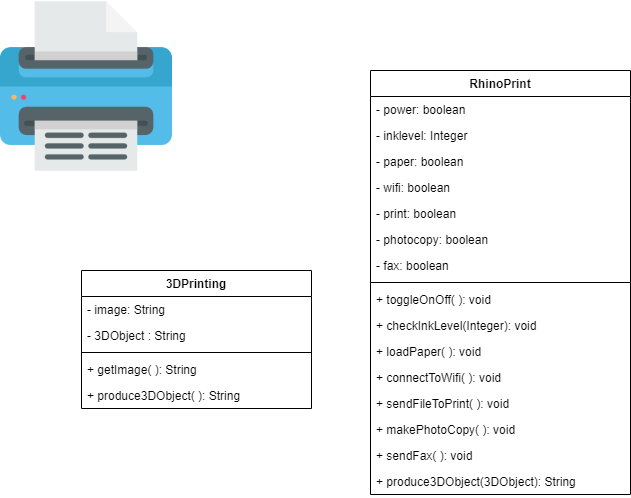 RhinoPrint
- power: boolean
- inklevel: Integer
- paper: boolean
- wifi: boolean
- print: boolean
- photocopy: boolean
- fax: boolean
+ toggleOnOff( ): void
+ checkInkLevel(Integer): void
+ loadPaper( ): void
+ connectToWifi( ): void
+ sendFileToPrint( ): void
+ makePhotoCopy( ): void
+ sendFax( ): void
+ produce3DObject(3DObject): String
3DPrinting
- image: String
- 3DObject : String
+ getImage( ): String
+ produce3DObject( ): String